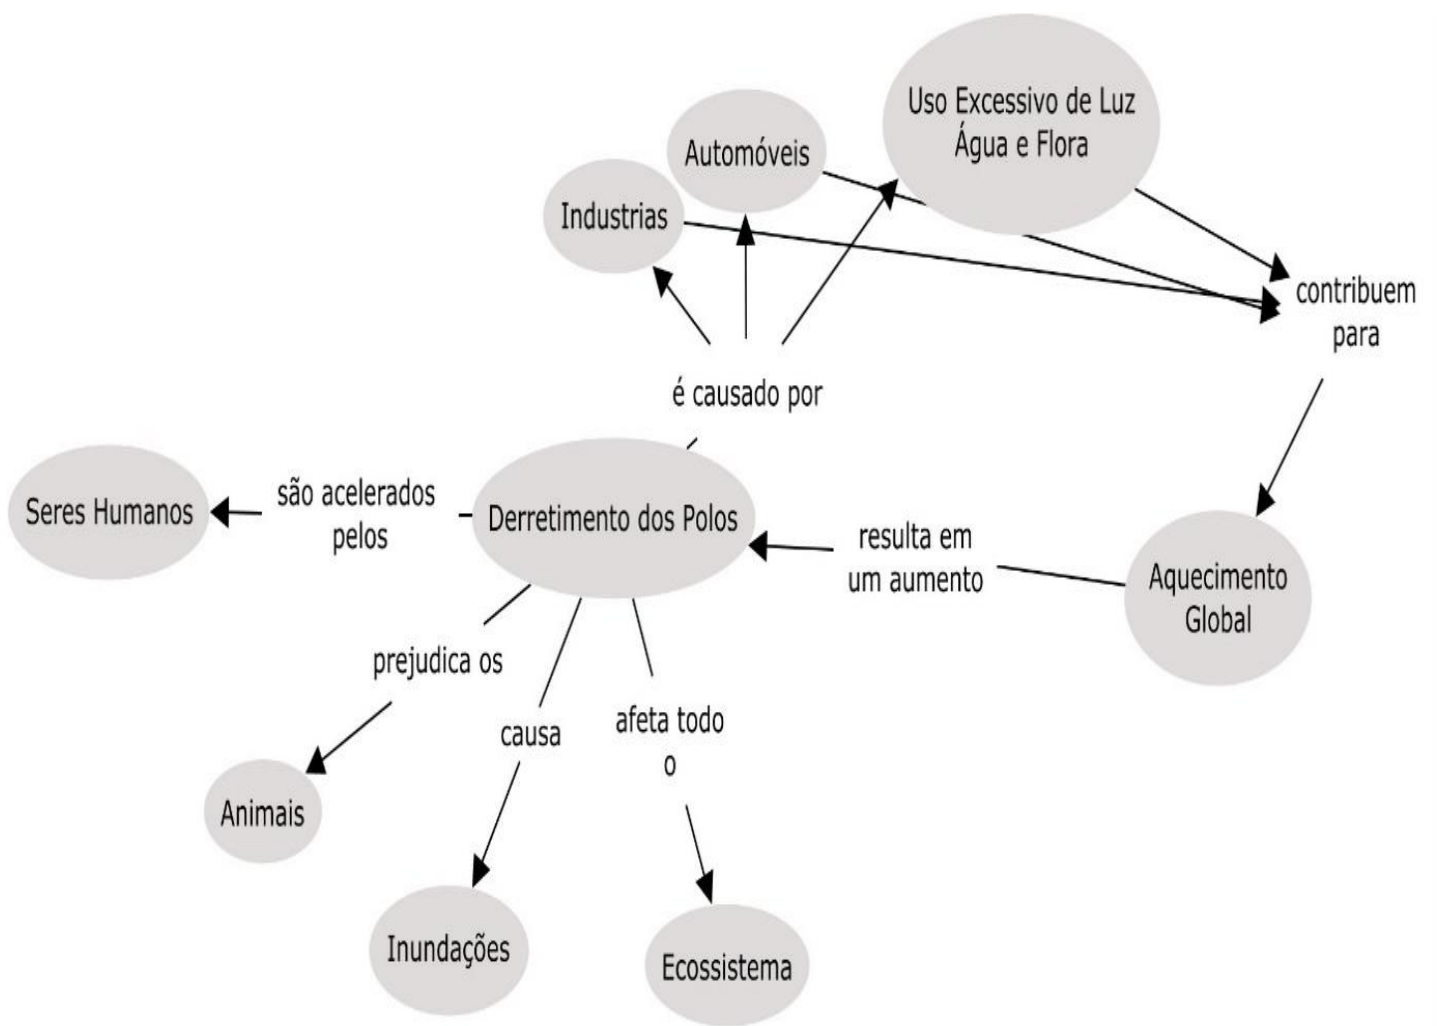 Uso Excessivo de Luz
Água e Flora
Automóveis
Industrias
contribuem
para
é causado por
Seres Humanos
são acelerados
pelos
Derretimento dos Polos
resulta em
um aumento
Aquecimento
Global
prejudica os
causa
afeta todo
o
Animais
Inundações
Ecossistema